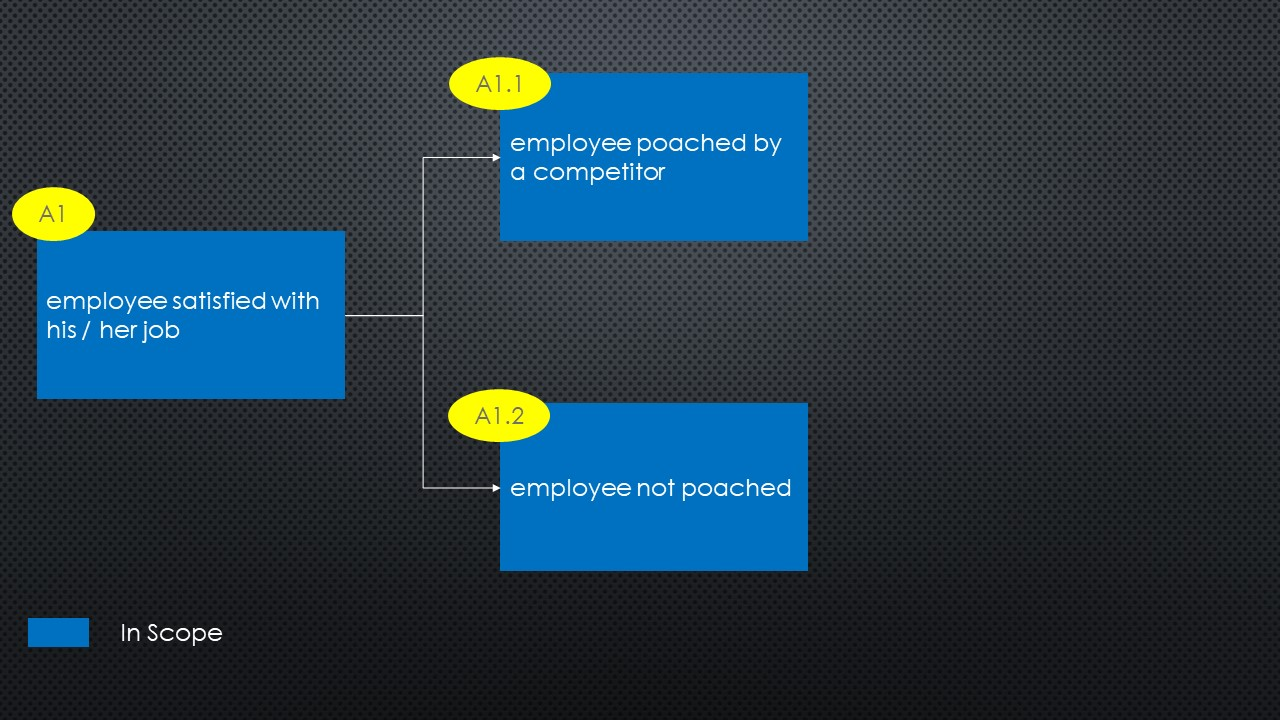 A1.1
employee poached by
a competitor
A1
employee satisfied with
his / her job
A1.2
employee not poached
In Scope